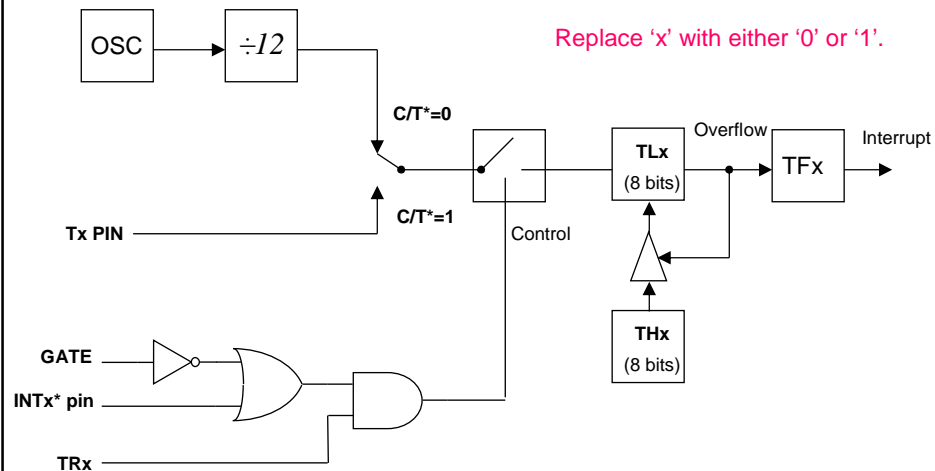 Replace ‘x’ with either ‘0’ or ‘1’.
OSC
÷12
C/T*=0
Overflow
Interrupt
TLx
(8 bits)
TFx
C/T*=1
Tx PIN
Control
THx
(8 bits)
GATE
INTx* pin
TRx